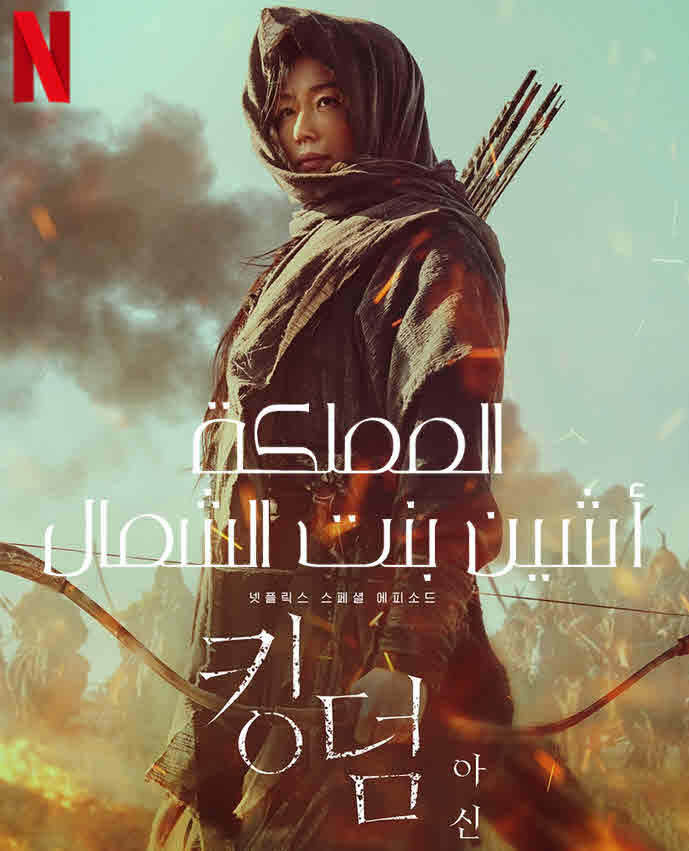 N
المملكة
أشين بنت الشمال
넷플릭스 스페셜 에피소드
킹덤
아신